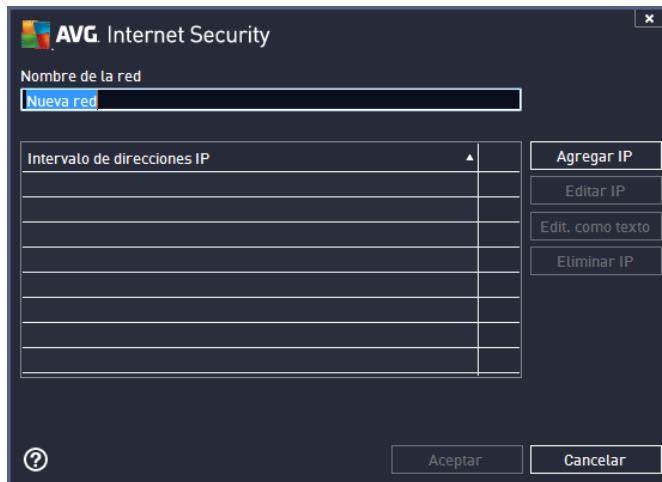 AVG. Internet Security
Nombre de la red
Nueva red
Intervalo de direcciones IP
Agregar IP
Editar IP
Edit. como texto
Eliminar IP
Aceptar
Cancelar